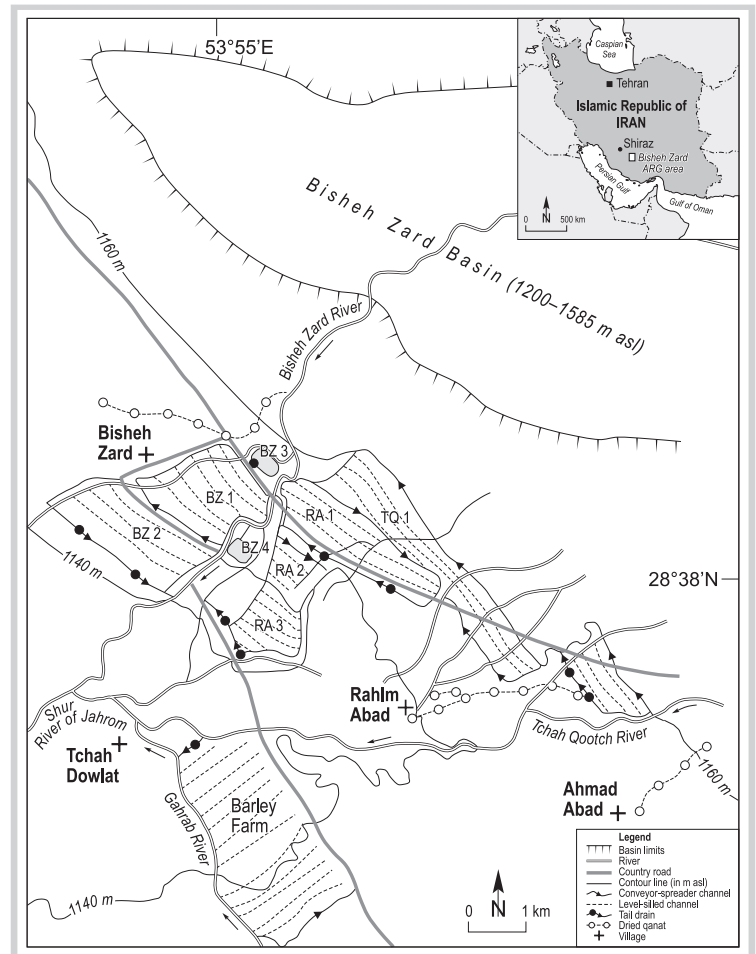 53°55'E
Caspian
Sea
Tehran
Islamic Republic of
IRAN
Shiraz
Bisheh Zard
ARG area
Persian Gulf
Gulf of Oman
N
0 500 km
1160 m
Bisheh Zard Basin (1200–1585 m asl)
Bisheh Zard River
Bisheh
Zard
BZ 3
BZ 1
BZ 2
BZ 4
RA 1
TQ 1
RA 2
RA 3
1140 m
28°38'N
Rahlm
Abad
Shur
River of Jahrom
Tchah
Dowlat
Tchah Qootch River
Gahrab River
Barley
Farm
Ahmad
Abad
1160 m
1140 m
N
0 1 km
Legend
Basin limits
River
Country road
Contour line (in m asl)
Conveyor-spreader channel
Level-silled channel
Tail drain
Dried qanat
Village